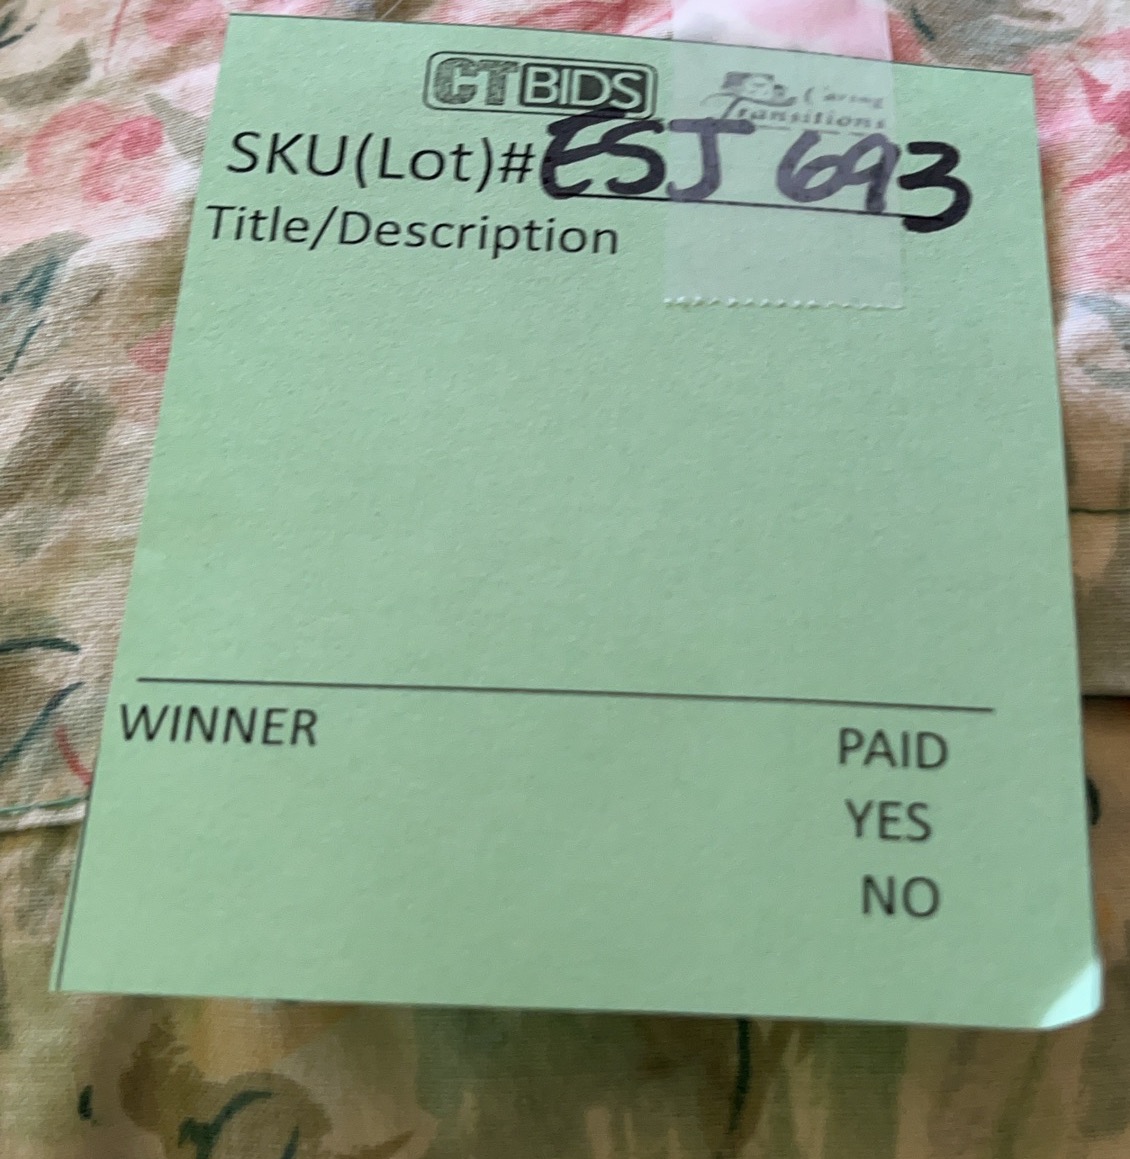 CTBIDS Caring Transitions
SKU(Lot)# ESJ 693
Title/Description
WINNER PAID
YES
NO